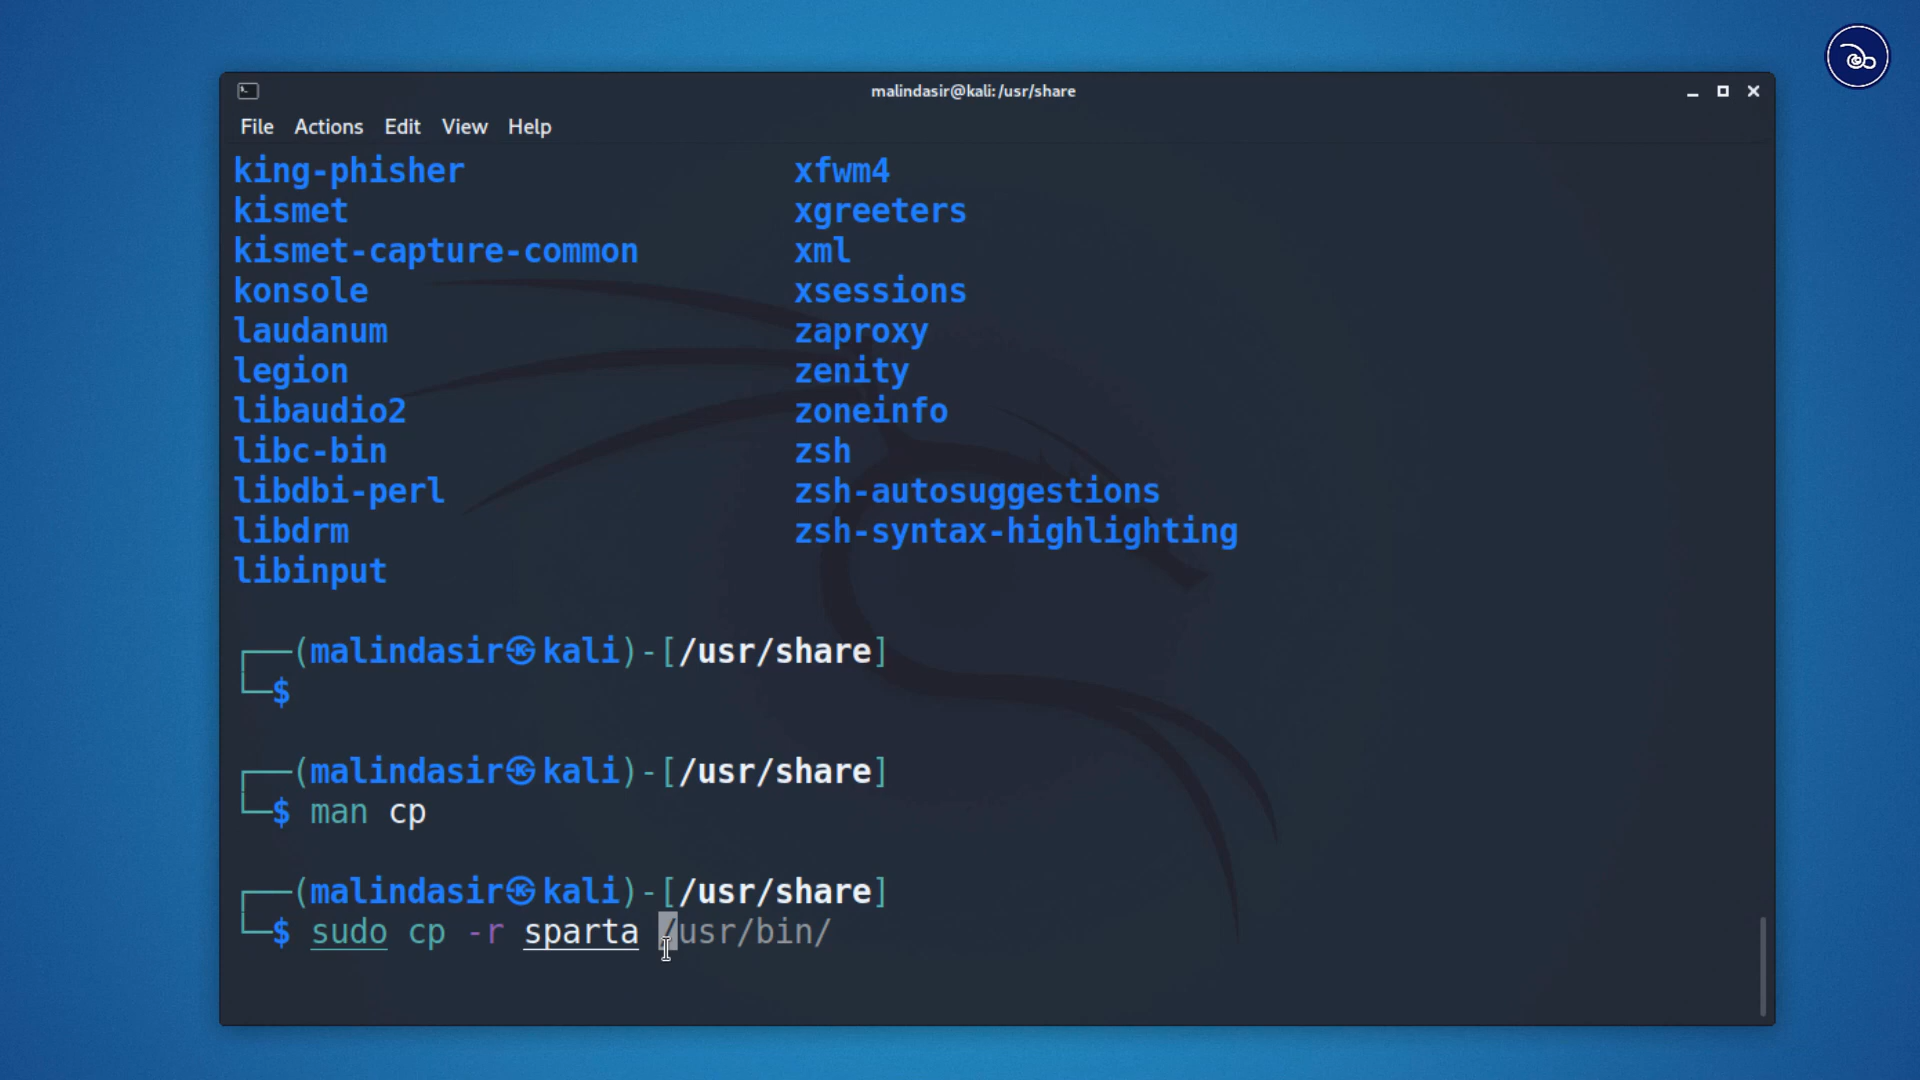 malindasir@kali:/usr/share
File Actions Edit View Help
king-phisher xfwm4
kismet xgreeters
kismet-capture-common xml
konsole xsessions
laudanum zaproxy
legion zenity
libaudio2 zoneinfo
libc-bin zsh
libdbi-perl zsh-autosuggestions
libdrm zsh-syntax-highlighting
libinput
┌──(malindasir㉿kali)-[/usr/share]
└─$
┌──(malindasir㉿kali)-[/usr/share]
└─$ man cp
┌──(malindasir㉿kali)-[/usr/share]
└─$ sudo cp -r sparta /usr/bin/